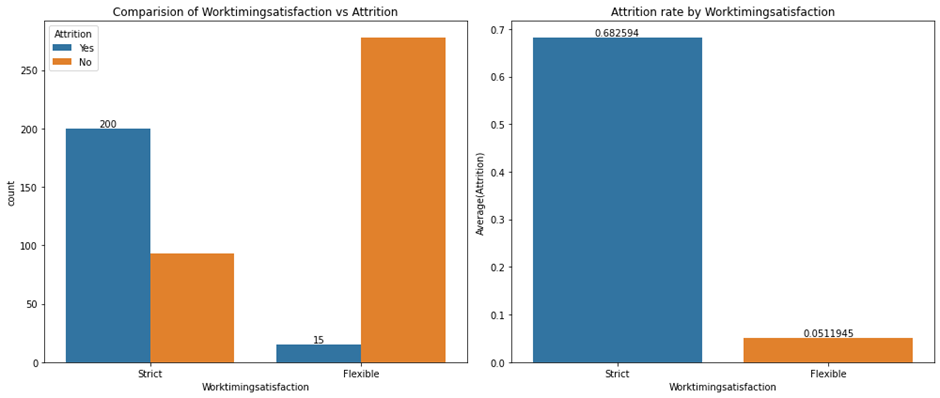 Comparision of Worktimingsatisfaction vs Attrition
Attrition
Yes
No
200
15
250
200
150
100
50
0
count
Strict
Flexible
Worktimingsatisfaction
Attrition rate by Worktimingsatisfaction
0.682594
0.0511945
0.7
0.6
0.5
0.4
0.3
0.2
0.1
0.0
Average(Attrition)
Strict
Flexible
Worktimingsatisfaction